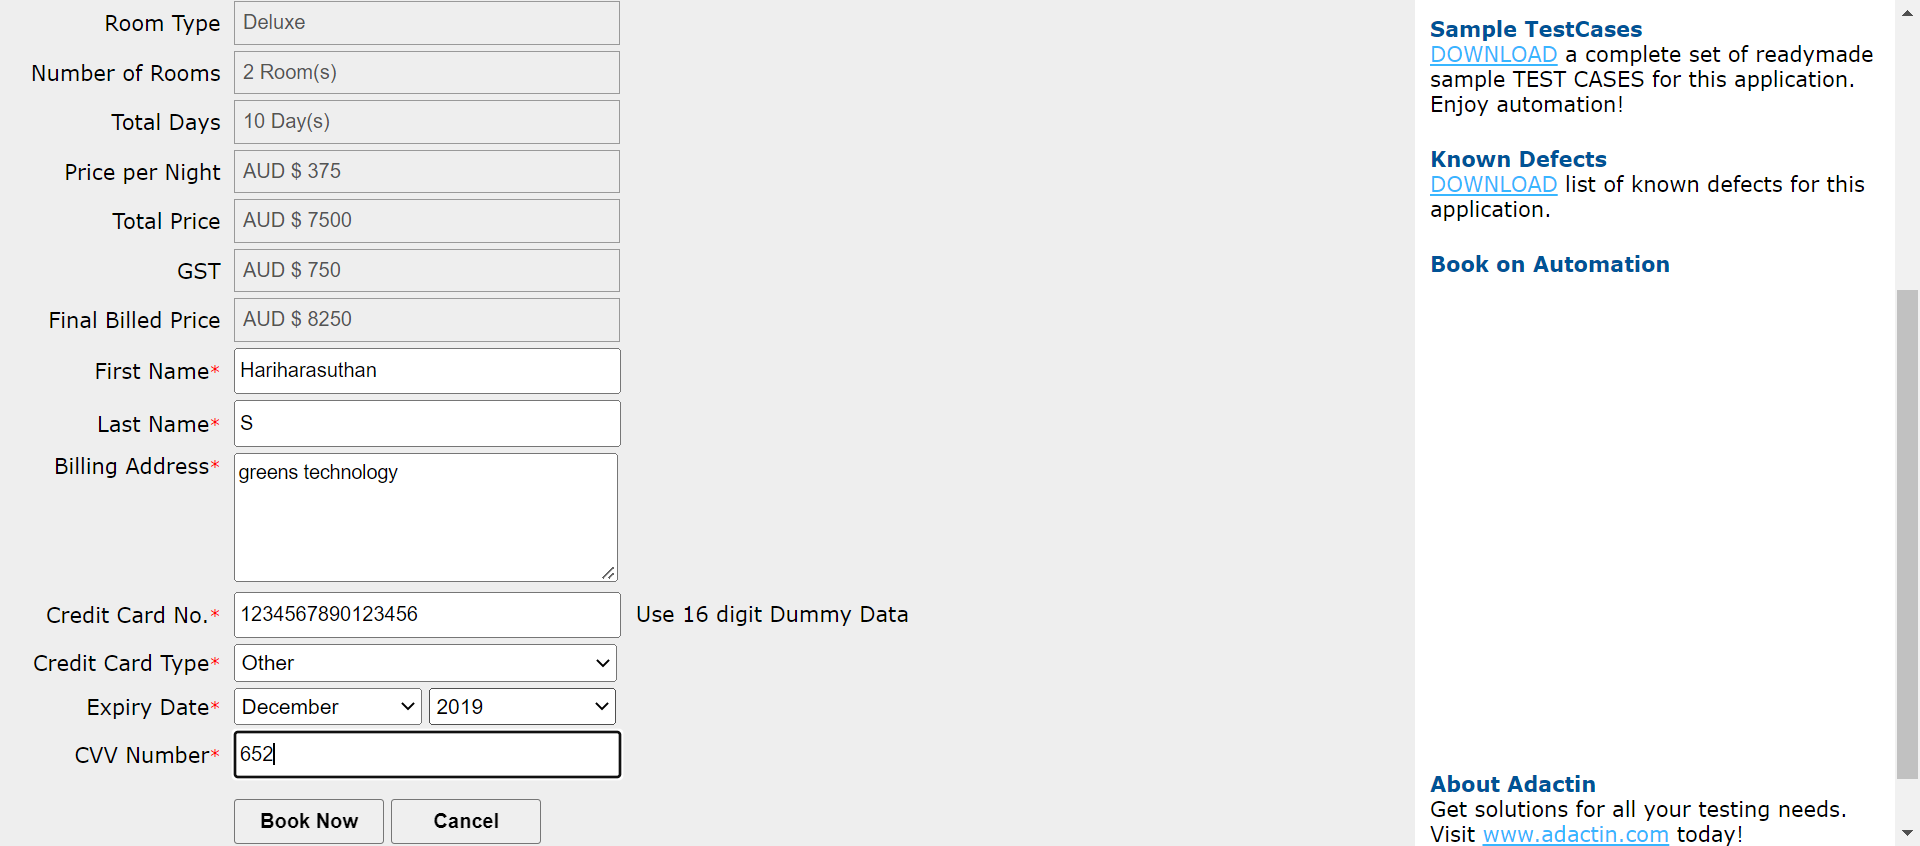 Room Type Deluxe
Number of Rooms 2 Room(s)
Total Days 10 Day(s)
Price per Night AUD $ 375
Total Price AUD $ 7500
GST AUD $ 750
Final Billed Price AUD $ 8250
First Name* Hariharasuthan
Last Name* S
Billing Address* greens technology
Credit Card No.* 1234567890123456 Use 16 digit Dummy Data
Credit Card Type* Other
Expiry Date* December 2019
CVV Number* 652
Book Now Cancel
Sample TestCases
DOWNLOAD a complete set of readymade
sample TEST CASES for this application.
Enjoy automation!
Known Defects
DOWNLOAD list of known defects for this
application.
Book on Automation
About Adactin
Get solutions for all your testing needs.
Visit www.adactin.com today!